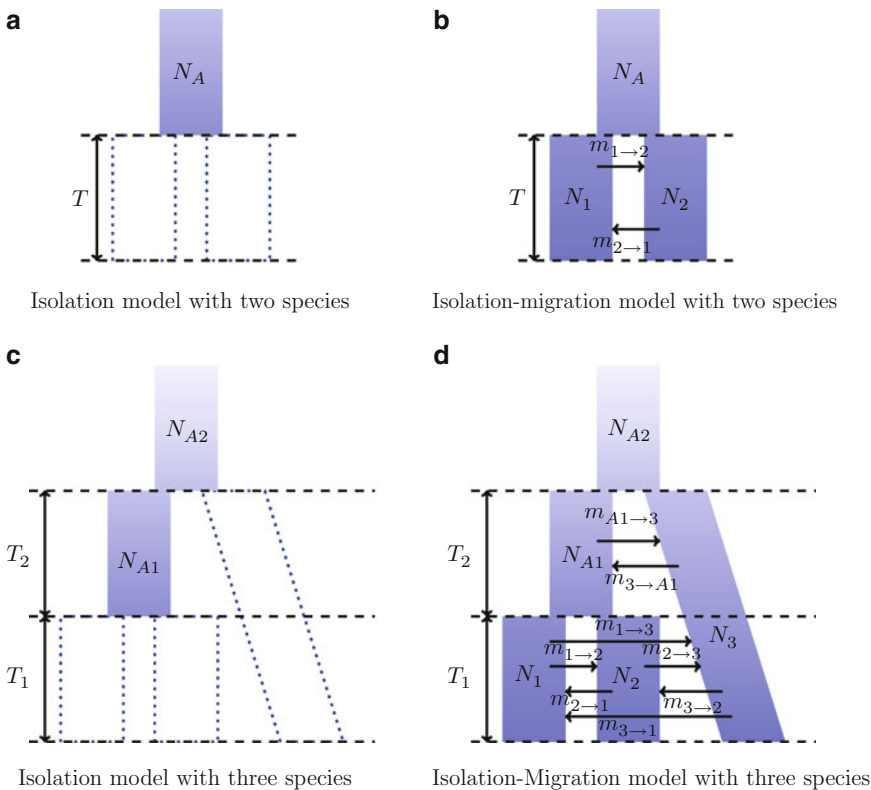 a
N_A
T
Isolation model with two species
b
N_A
m_{1→2}
T
N_1
N_2
m_{2→1}
Isolation-migration model with two species
c
N_{A2}
T_2
N_{A1}
T_1
Isolation model with three species
d
N_{A2}
m_{A1→3}
T_2
N_{A1}
m_{3→A1}
m_{1→3}
N_3
m_{1→2}
m_{2→3}
T_1
N_1
N_2
m_{2→1}
m_{3→2}
m_{3→1}
Isolation-Migration model with three species